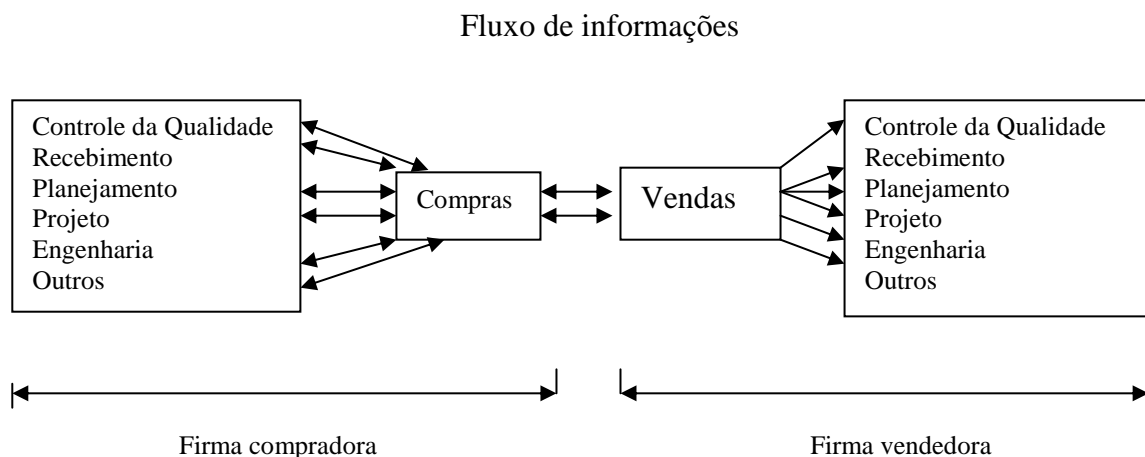 Fluxo de informações
Controle da Qualidade
Recebimento
Planejamento
Projeto
Engenharia
Outros
Compras
Vendas
Controle da Qualidade
Recebimento
Planejamento
Projeto
Engenharia
Outros
Firma compradora
Firma vendedora